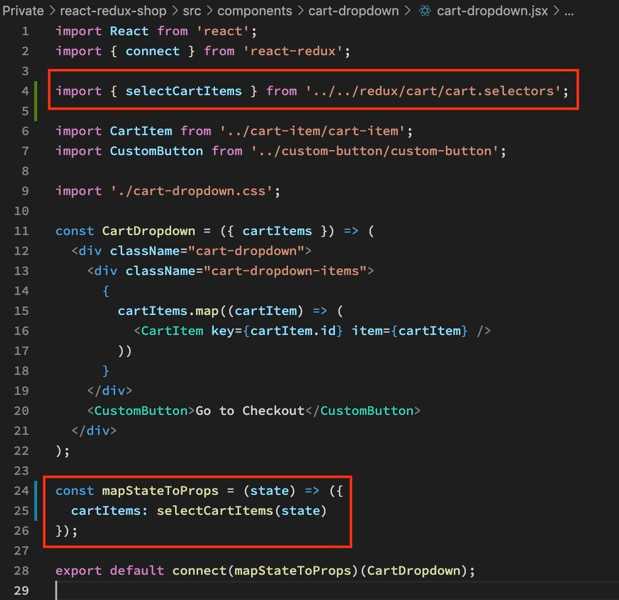 Private > react-redux-shop > src > components > cart-dropdown > cart-dropdown.jsx > ...
1 import React from 'react';
2 import { connect } from 'react-redux';
3
4 import { selectCartItems } from '../../redux/cart/cart.selectors';
5
6 import CartItem from '../cart-item/cart-item';
7 import CustomButton from '../custom-button/custom-button';
8
9 import './cart-dropdown.css';
10
11 const CartDropdown = ({ cartItems }) => (
12   <div className="cart-dropdown">
13     <div className="cart-dropdown-items">
14       {
15         cartItems.map((cartItem) => (
16           <CartItem key={cartItem.id} item={cartItem} />
17         ))
18       }
19     </div>
20     <CustomButton>Go to Checkout</CustomButton>
21   </div>
22 );
23
24 const mapStateToProps = (state) => ({
25   cartItems: selectCartItems(state)
26 });
27
28 export default connect(mapStateToProps)(CartDropdown);
29